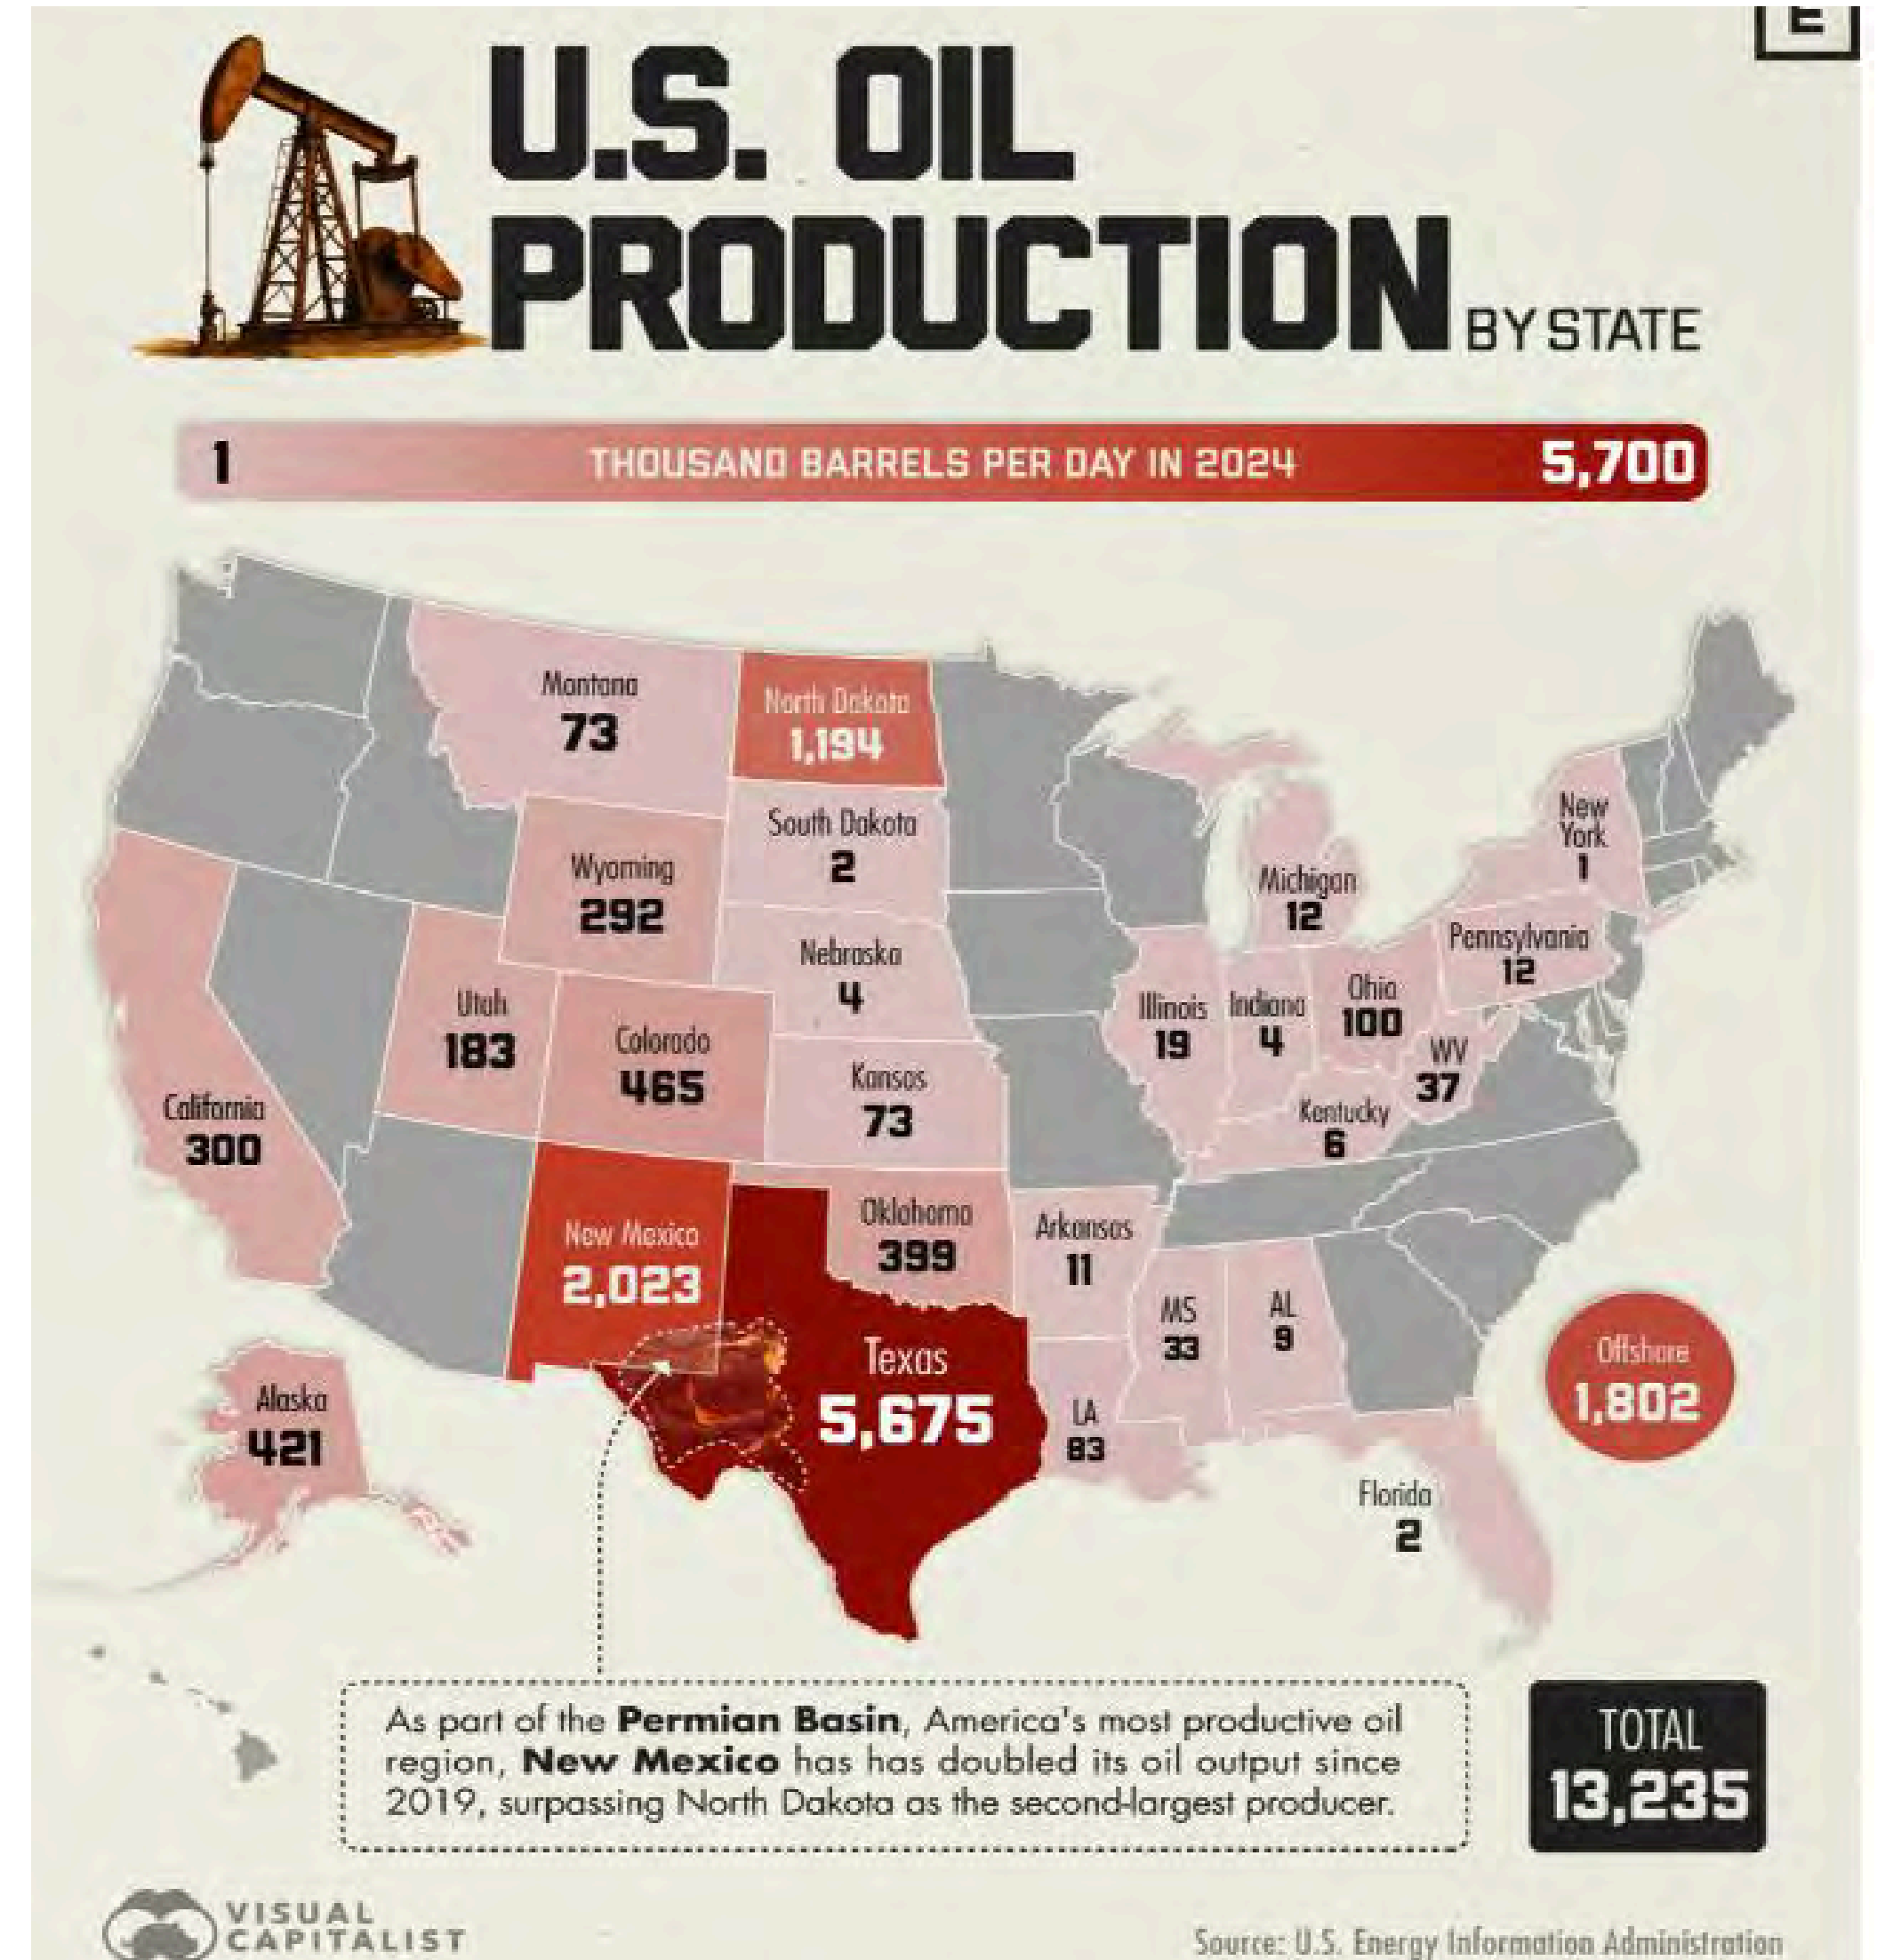 E
U.S. OIL
PRODUCTION BY STATE
1 THOUSAND BARRELS PER DAY IN 2024 5,700
Montana
73
North Dakota
1,194
South Dakota
2
Wyoming
292
Nebraska
4
Utah
183
Colorado
465
Kansas
73
California
300
New Mexico
2,023
Oklahoma
399
Texas
5,675
Arkansas
11
LA
83
MS
33
AL
9
Florida
2
Illinois
19
Indiana
4
Michigan
12
Ohio
100
Kentucky
6
WV
37
Pennsylvania
12
New
York
1
Alaska
421
Offshore
1,802
As part of the Permian Basin, America's most productive oil
region, New Mexico has has doubled its oil output since
2019, surpassing North Dakota as the second-largest producer.
TOTAL
13,235
VISUAL
CAPITALIST
Source: U.S. Energy Information Administration